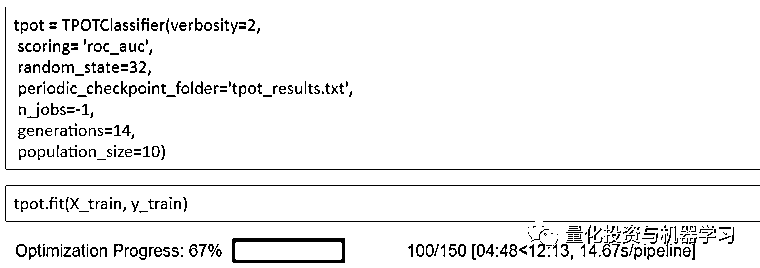 tpot = TPOTClassifier(verbosity=2,
scoring= 'roc_auc',
random_state=32,
periodic_checkpoint_folder='tpot_results.txt',
n_jobs=-1,
generations=14,
population_size=10)
tpot.fit(X_train, y_train)
Optimization Progress: 67% 100/150 [04:48<12:13, 14.67s/pipeline]
量化投资与机器学习